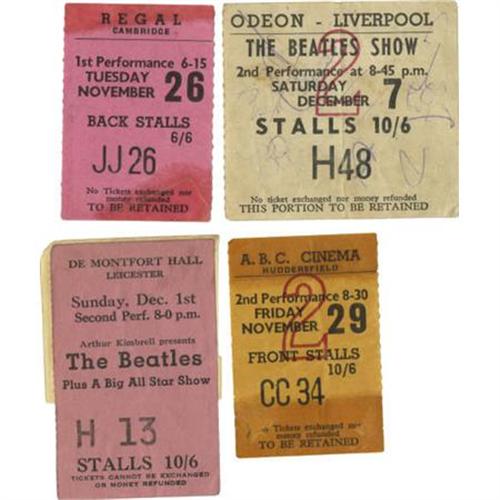 REGAL
CAMBRIDGE
1st Performance 6-15
TUESDAY
NOVEMBER 26
BACK STALLS
6/6
JJ 26
No Tickets exchanged nor
money refunded
TO BE RETAINED
ODEON - LIVERPOOL
THE BEATLES SHOW
2
2nd Performance at 8-45 p.m.
SATURDAY
DECEMBER 7
STALLS 10/6
H48
No ticket exchanged nor money refunded
THIS PORTION TO BE RETAINED
DE MONTFORT HALL
LEICESTER
Sunday, Dec. 1st
Second Perf. 8-0 p.m.
Arthur Kimbrell presents
The Beatles
Plus A Big All Star Show
H 13
STALLS 10/6
TICKETS CANNOT BE EXCHANGED
OR MONEY REFUNDED
A.B.C. CINEMA
HUDDERSFIELD
2
2nd Performance 8-30
FRIDAY
NOVEMBER 29
FRONT STALLS
10/6
CC 34
No Tickets exchanged nor
money refunded
TO BE RETAINED